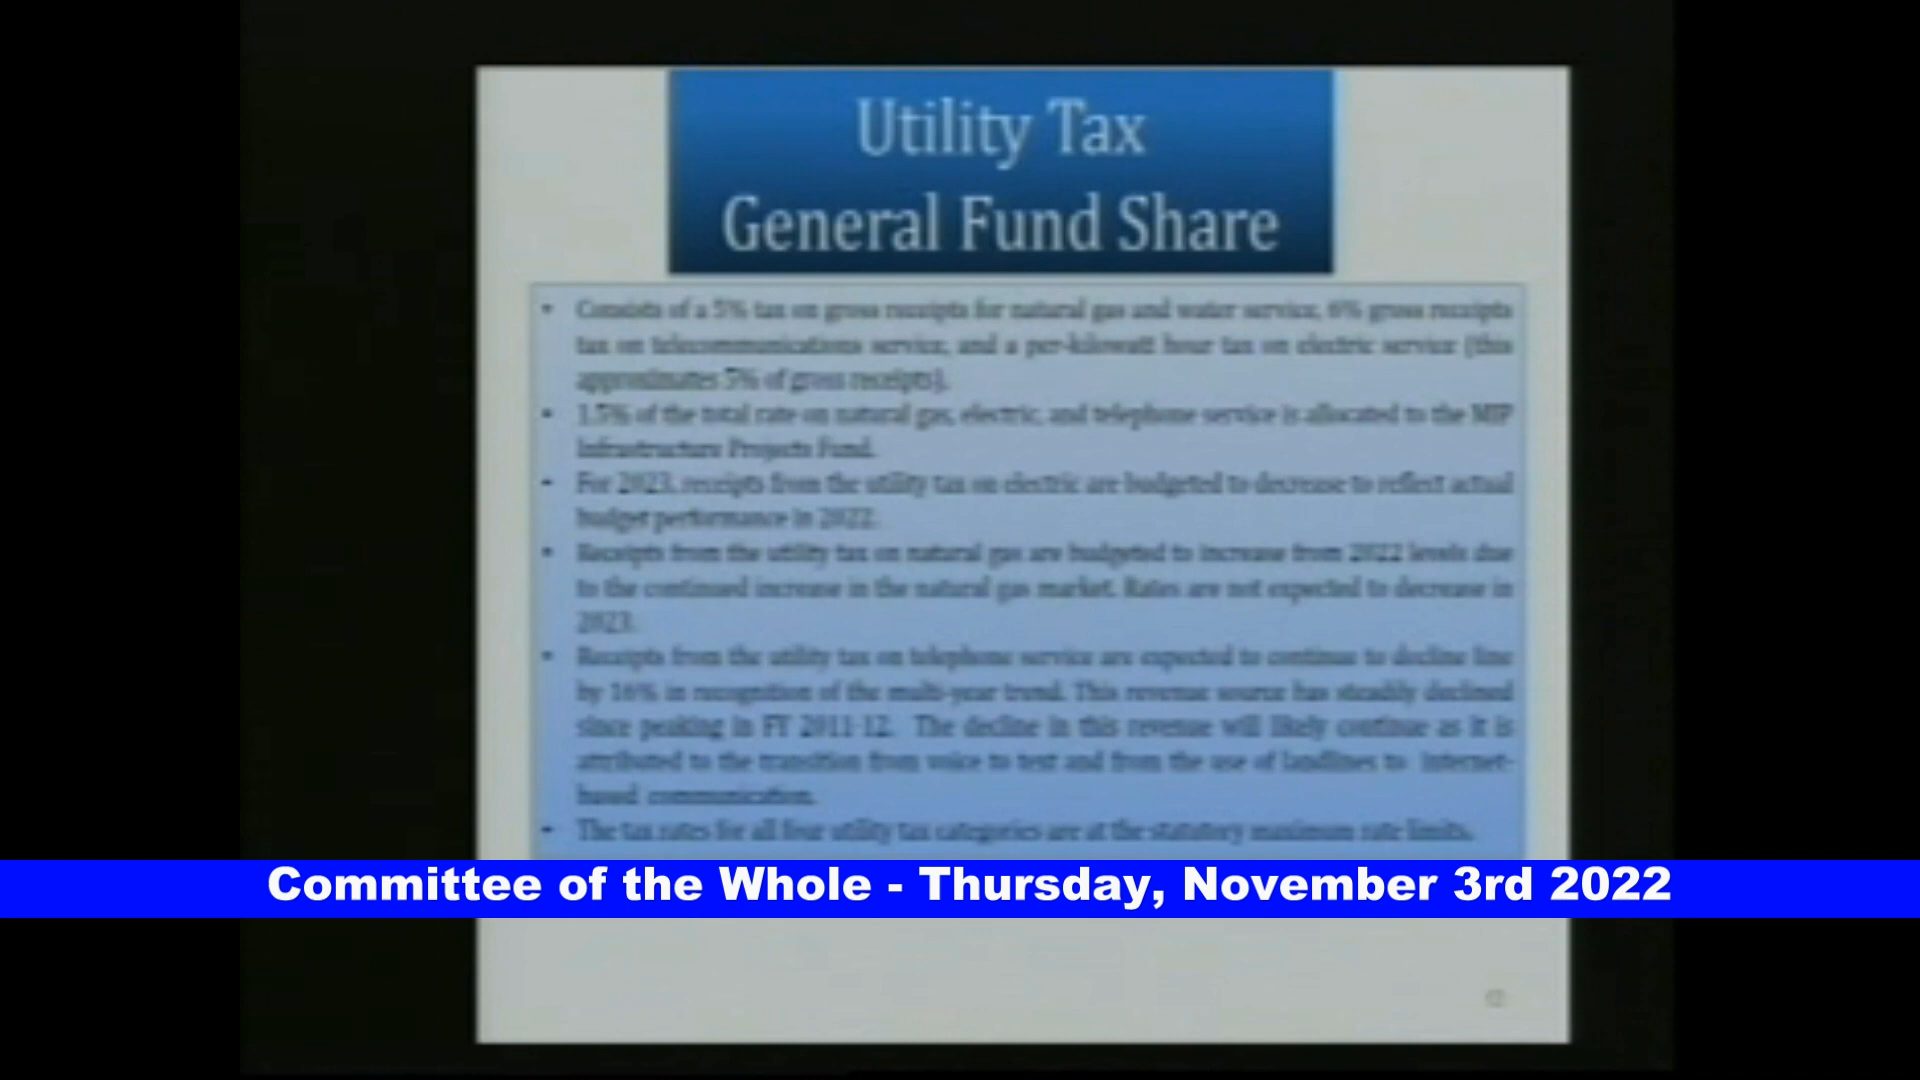 Utility Tax
General Fund Share
• Consists of a 5% tax on gross receipts for natural gas and water service, 6% gross receipts
tax on telecommunications service, and a per-kilowatt hour tax on electric service (this
approximates 5% of gross receipts).
• 1.5% of the total rate on natural gas, electric, and telephone service is allocated to the MIP
Infrastructure Projects Fund.
• For 2023, receipts from the utility tax on electric are budgeted to decrease to reflect actual
budget performance in 2022.
• Receipts from the utility tax on natural gas are budgeted to increase from 2022 levels due
to the continued increase in the natural gas market. Rates are not expected to decrease in
2023.
• Receipts from the utility tax on telephone service are expected to continue to decline line
by 16% in recognition of the multi-year trend. This revenue source has steadily declined
since peaking in FY 2011-12. The decline in this revenue will likely continue as it is
attributed to the transition from voice to text and from the use of landlines to internet-
based communication.
• The tax rates for all four utility tax categories are at the statutory maximum rate limits.
Committee of the Whole - Thursday, November 3rd 2022